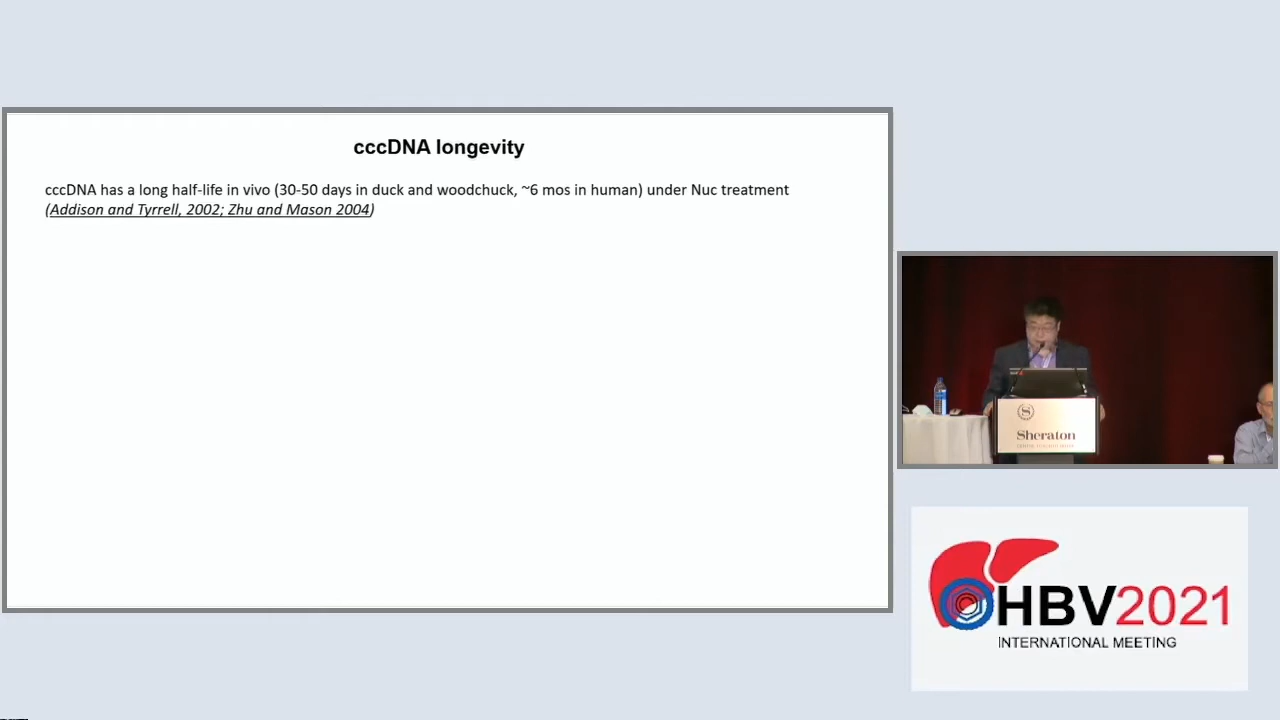 cccDNA longevity
cccDNA has a long half-life in vivo (30-50 days in duck and woodchuck, ~6 mos in human) under Nuc treatment
(Addison and Tyrrell, 2002; Zhu and Mason 2004)
S
Sheraton
HBV2021
INTERNATIONAL MEETING